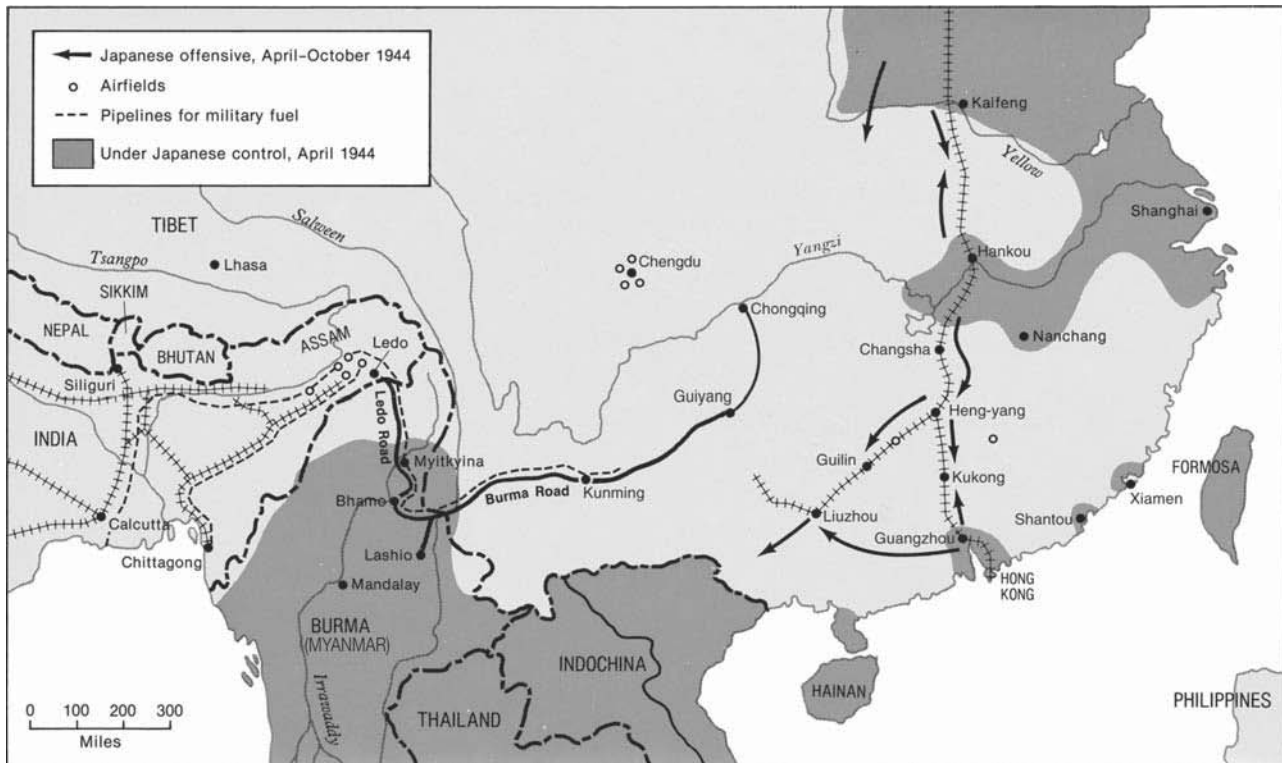 Japanese offensive, April–October 1944
Airfields
Pipelines for military fuel
Under Japanese control, April 1944
Kaifeng
Yellow
Shanghai
TIBET
Salween
Tsangpo
Lhasa
Chengdu
Yangzi
Hankou
SIKKIM
NEPAL
BHUTAN
ASSAM
Ledo
Chongqing
Nanchang
Changsha
Siliguri
Guiyang
Heng-yang
INDIA
Ledo Road
Myitkyina
Guilin
FORMOSA
Kunming
Burma Road
Kukong
Xiamen
Bhamo
Calcutta
Liuzhou
Shantou
Guangzhou
Chittagong
Lashio
Mandalay
HONG
KONG
BURMA
(MYANMAR)
INDOCHINA
HAINAN
Irrawaddy
THAILAND
PHILIPPINES
0 100 200 300
Miles